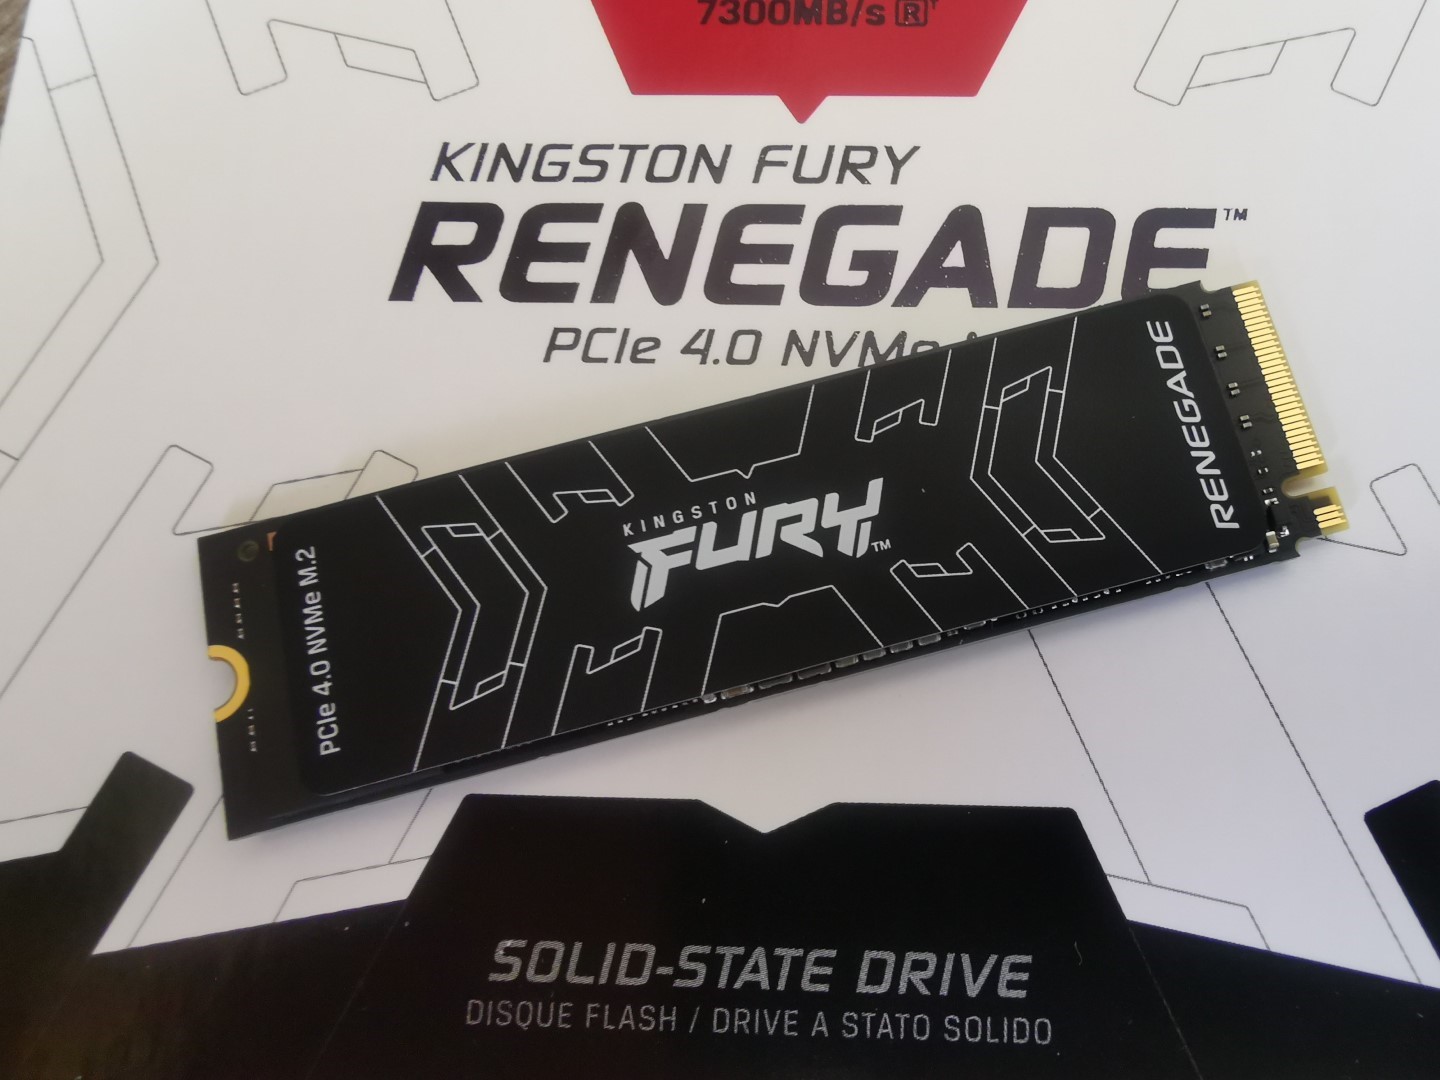 7300MB/s R
KINGSTON FURY
RENEGADE™
PCIe 4.0 NVMe
RENEGADE
KINGSTON
FURY™
PCIe 4.0 NVMe M.2
SOLID-STATE DRIVE
DISQUE FLASH / DRIVE A STATO SOLIDO